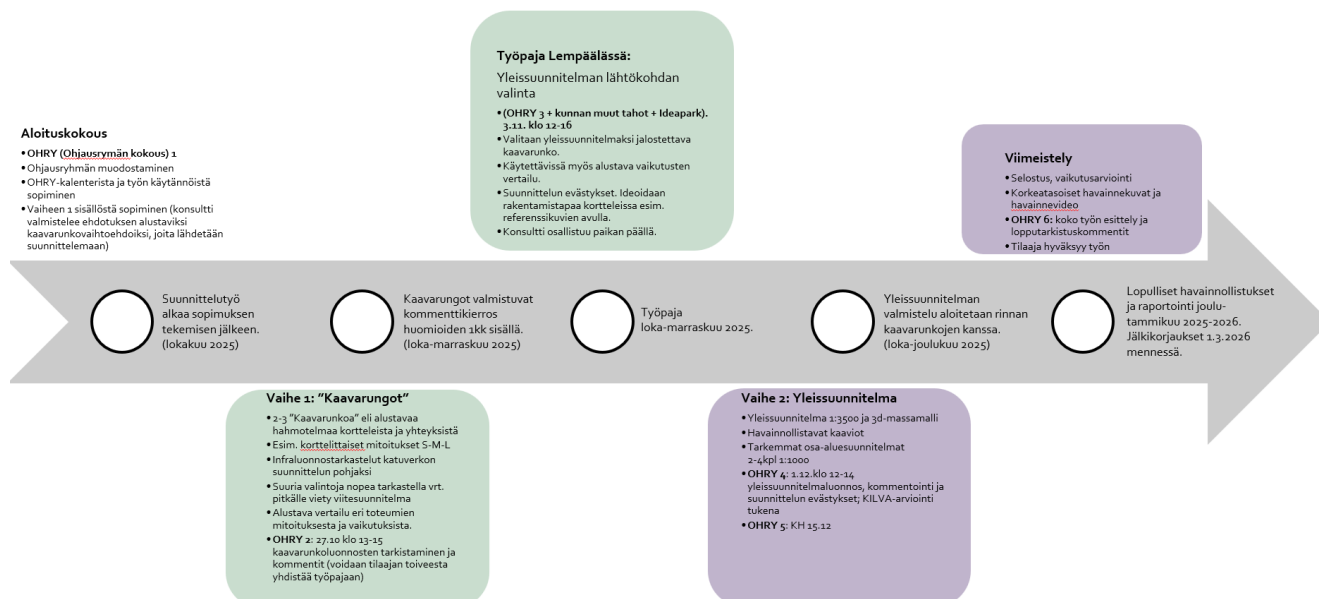 Aloituskokous
• OHRY (Ohjausrymän kokous) 1
• Ohjausryhmän muodostaminen
• OHRY-kalenterista ja työn käytännöistä
sopiminen
• Vaiheen 1 sisällöstä sopiminen (konsultti
valmistelee ehdotuksen alustaviksi
kaavarunkovaihtoehdoiksi, joita lähdetään
suunnittelemaan)
Työpaja Lempäälässä:
Yleissuunnitelman lähtökohdan
valinta
• (OHRY 3 + kunnan muut tahot + Ideapark).
3.11. klo 12-16
• Valitaan yleissuunnitelmaksi jalostettava
kaavarunko.
• Käytettävissä myös alustava vaikutusten
vertailu.
• Suunnittelun evästykset. Ideoidaan
rakentamistapaa kortteleissa esim.
referenssikuvien avulla.
• Konsultti osallistuu paikan päällä.
Viimeistely
• Selostus, vaikutusarviointi
• Korkeatasoiset havainnekuvat ja
havainnevideo
• OHRY 6: koko työn esittely ja
lopputarkistuskommentit
• Tilaaja hyväksyy työn
Suunnittelutyö
alkaa sopimuksen
tekemisen jälkeen.
(lokakuu 2025)
Kaavarungot valmistuvat
kommenttikierros
huomioiden 1kk sisällä.
(loka-marraskuu 2025)
Työpaja
loka-marraskuu 2025.
Yleissuunnitelman
valmistelu aloitetaan rinnan
kaavarunkojen kanssa.
(loka-joulukuu 2025)
Lopulliset havainnollistukset
ja raportointi joulu-
tammikuu 2025-2026.
Jälkikorjaukset 1.3.2026
mennessä.
Vaihe 1: ”Kaavarungot”
• 2-3 ”Kaavarunkoa” eli alustavaa
hahmotelmaa kortteleista ja yhteyksistä
• Esim. korttelittaiset mitoitukset S-M-L
• Infraluonnostarkastelut katuverkon
suunnittelun pohjaksi
• Suuria valintoja nopea tarkastella vrt.
pitkälle viety viitesuunnitelma
• Alustava vertailu eri toteumien
mitoituksesta ja vaikutuksista.
• OHRY 2: 27.10 klo 13-15
kaavarunkoluonnosten tarkistaminen ja
kommentit (voidaan tilaajan toiveesta
yhdistää työpajaan)
Vaihe 2: Yleissuunnitelma
• Yleissuunnitelma 1:3500 ja 3d-massamalli
• Havainnollistavat kaaviot
• Tarkemmat osa-aluesuunnitelmat
2-4kpl 1:1000
• OHRY 4: 1.12.klo 12-14
yleissuunnitelmaluonnos, kommentointi ja
suunnittelun evästykset; KILVA-arviointi
tukena
• OHRY 5: KH 15.12